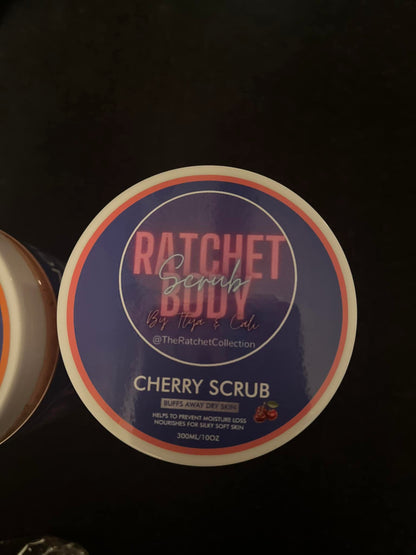 RATCHET
Scrub
BODY
By Ilija & Cali
@TheRatchetCollection
CHERRY SCRUB
BUFFS AWAY DRY SKIN
HELPS TO PREVENT MOISTURE LOSS
NOURISHES FOR SILKY SOFT SKIN
300ML/10OZ